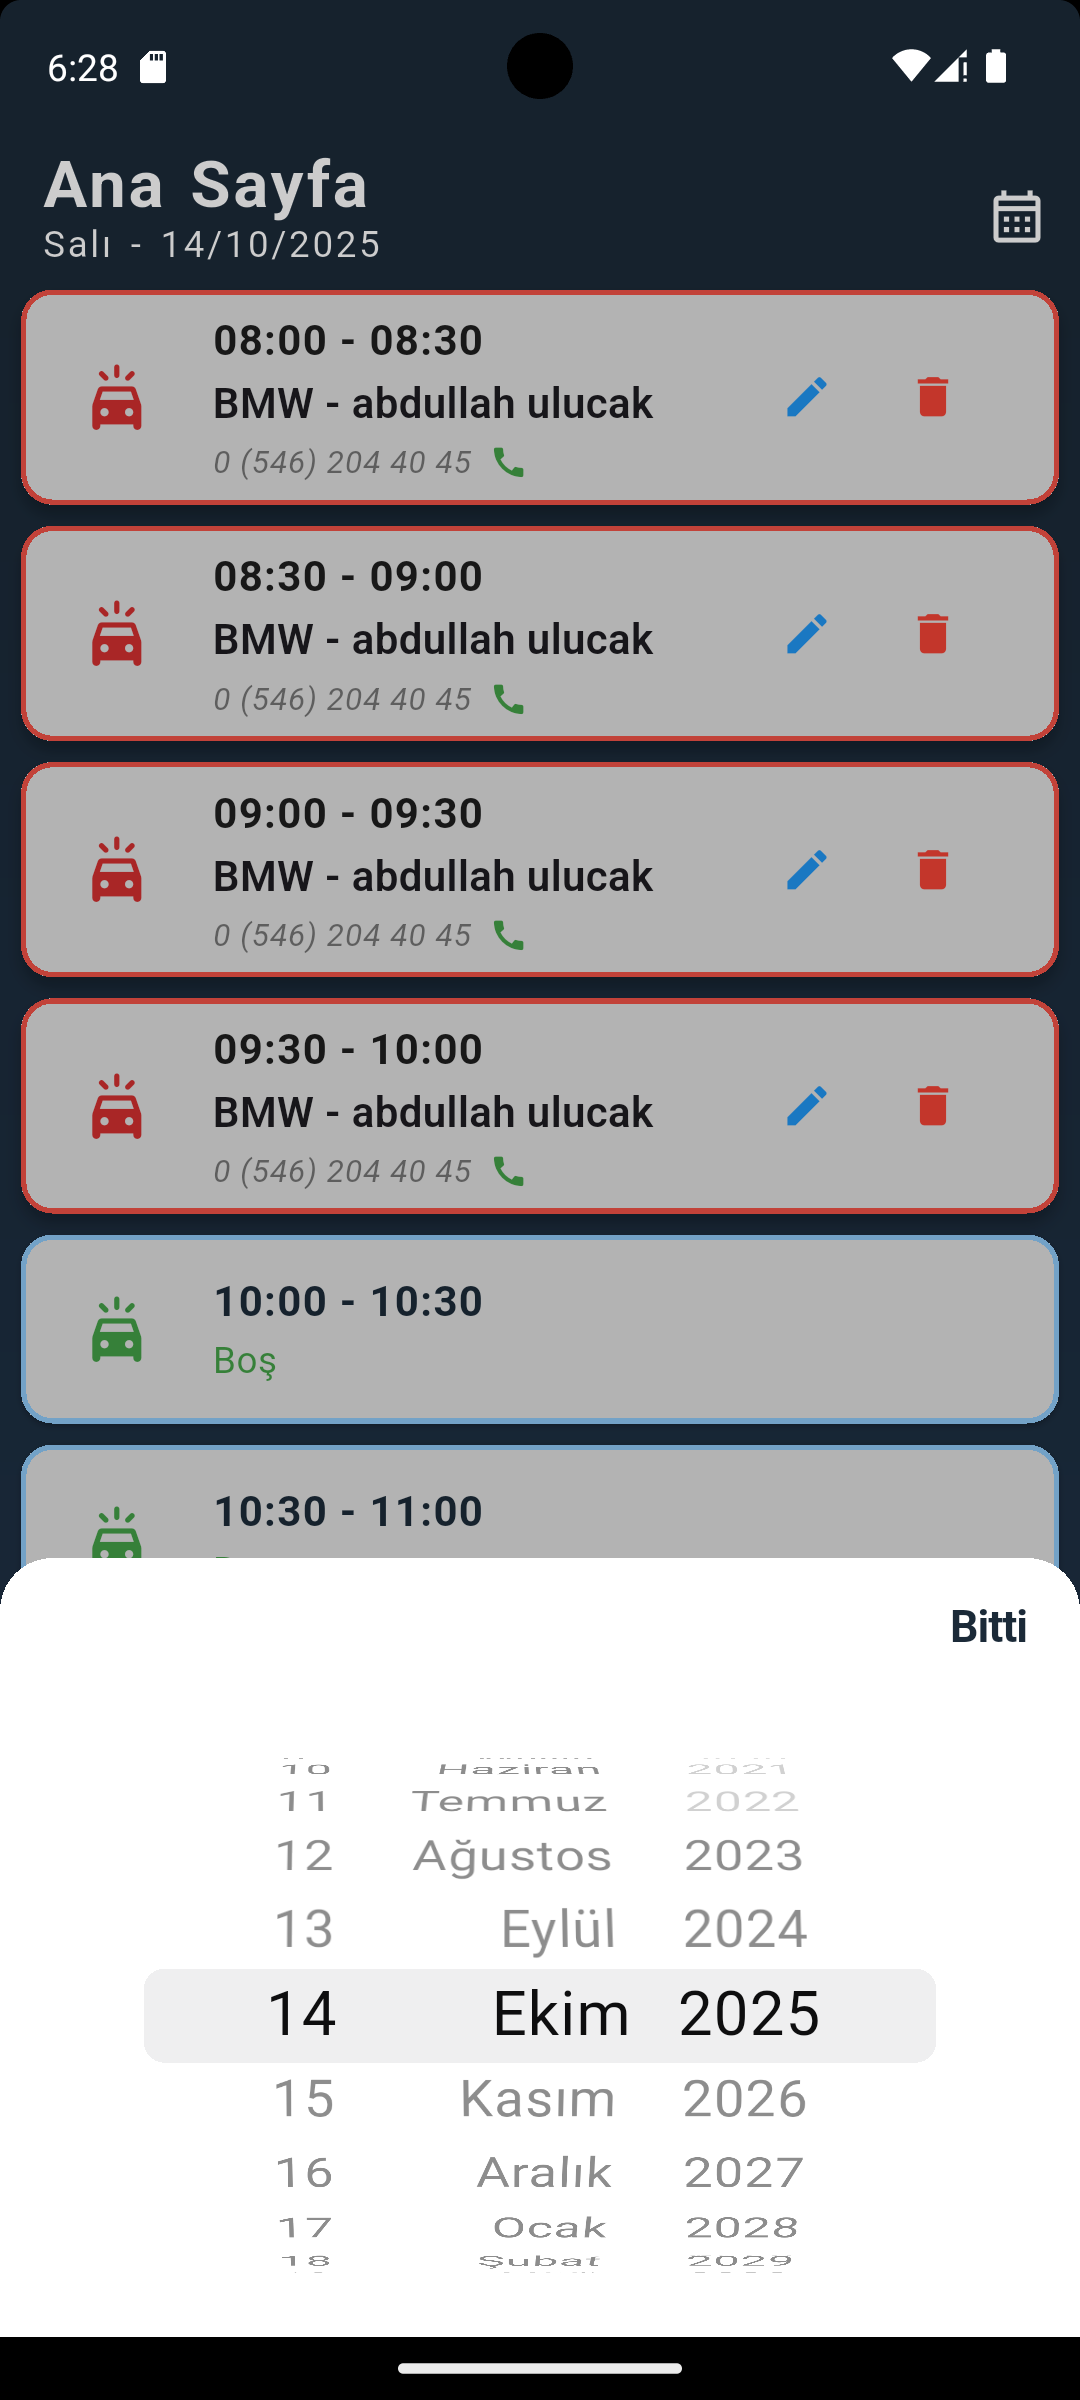 6:28
Ana Sayfa
Salı - 14/10/2025
08:00 - 08:30
BMW - abdullah ulucak
0 (546) 204 40 45
08:30 - 09:00
BMW - abdullah ulucak
0 (546) 204 40 45
09:00 - 09:30
BMW - abdullah ulucak
0 (546) 204 40 45
09:30 - 10:00
BMW - abdullah ulucak
0 (546) 204 40 45
10:00 - 10:30
Boş
10:30 - 11:00
Bitti
10 Haziran 2021
11 Temmuz 2022
12 Ağustos 2023
13 Eylül 2024
14 Ekim 2025
15 Kasım 2026
16 Aralık 2027
17 Ocak 2028
18 Şubat 2029